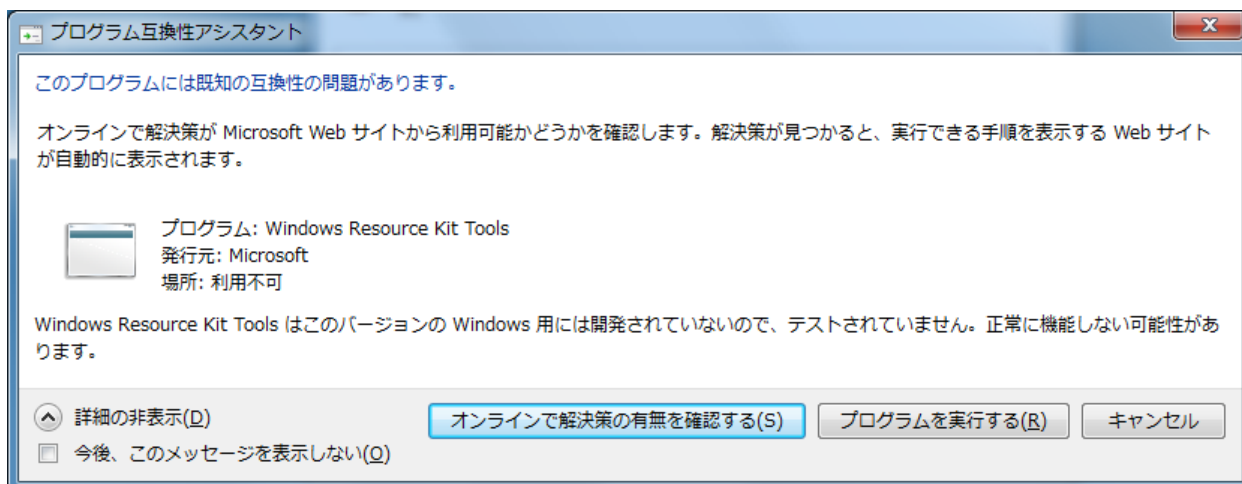 プログラム互換性アシスタント
このプログラムには既知の互換性の問題があります。
オンラインで解決策が Microsoft Web サイトから利用可能かどうかを確認します。解決策が見つかると、実行できる手順を表示する Web サイト
が自動的に表示されます。
プログラム: Windows Resource Kit Tools
発行元: Microsoft
場所: 利用不可
Windows Resource Kit Tools はこのバージョンの Windows 用には開発されていないので、テストされていません。正常に機能しない可能性があ
ります。
詳細の非表示(D)
オンラインで解決策の有無を確認する(S)
プログラムを実行する(R)
キャンセル
今後、このメッセージを表示しない(O)